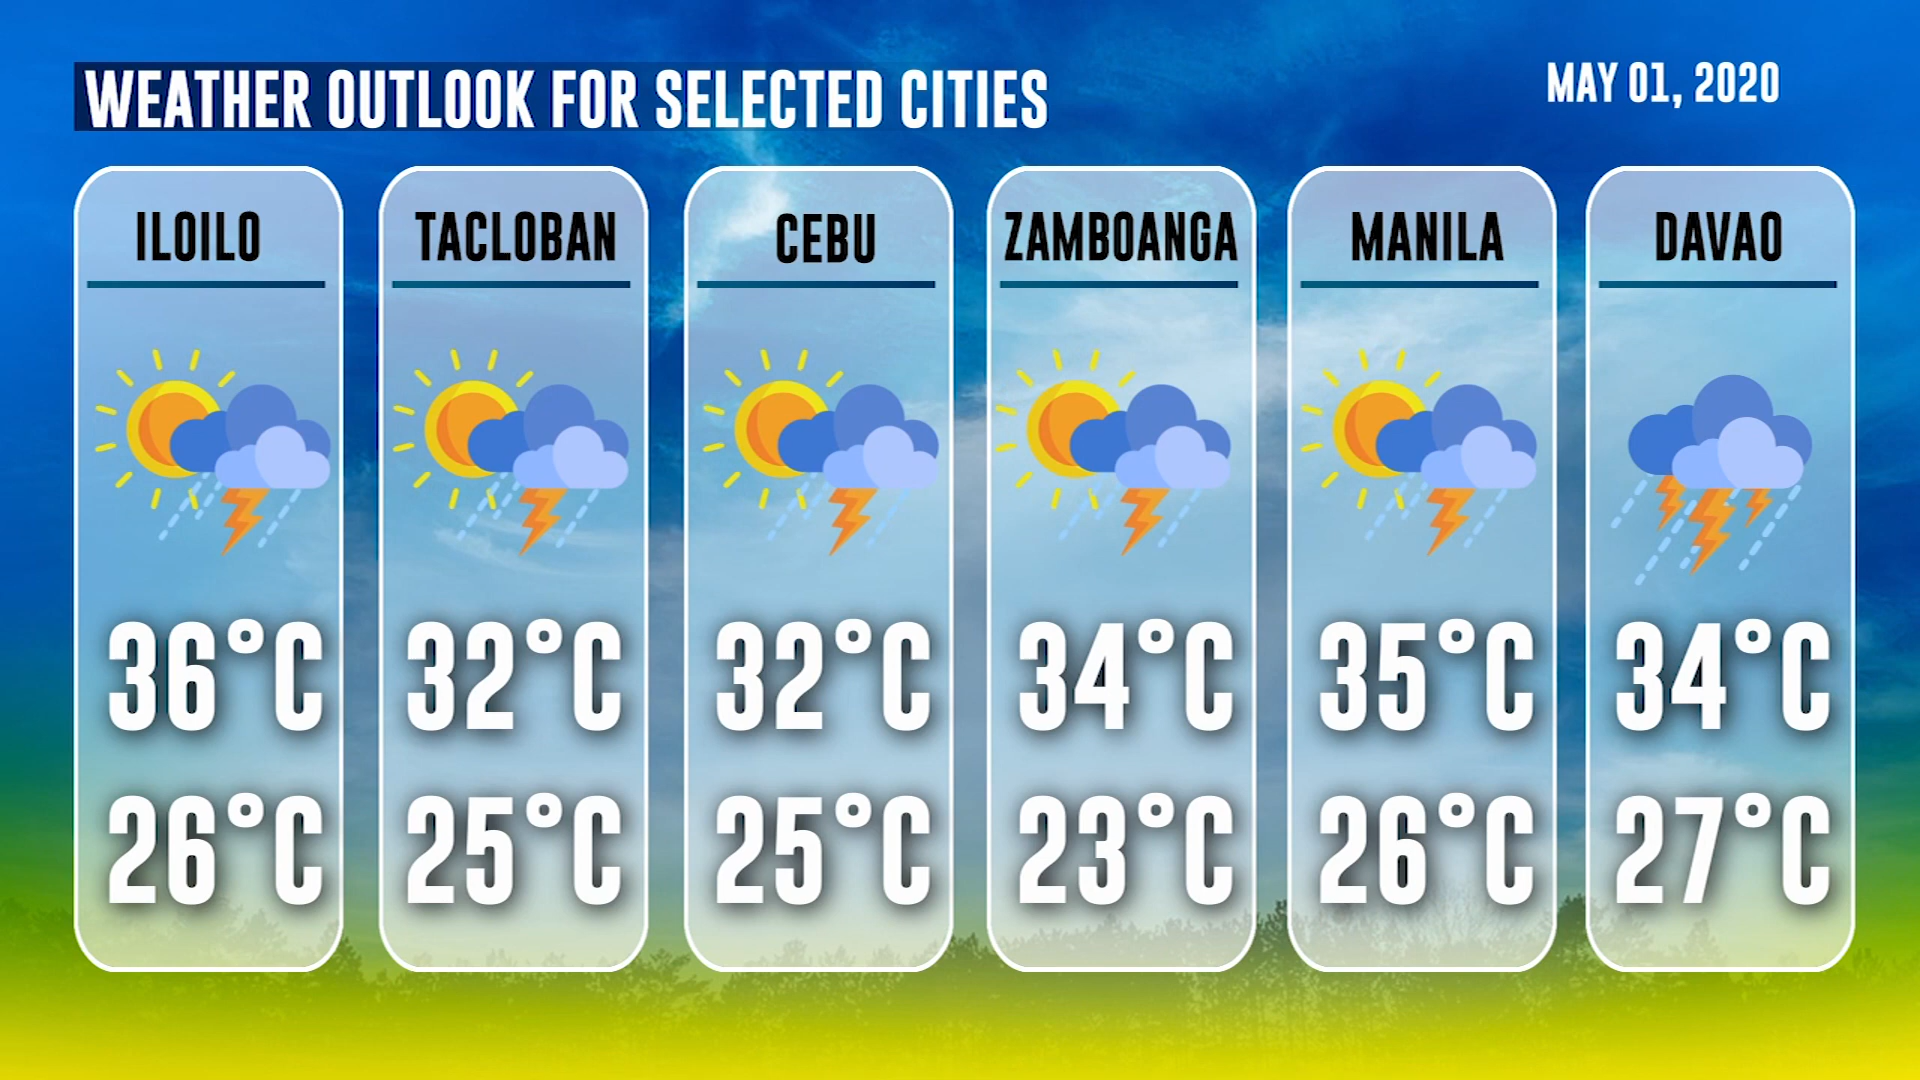 WEATHER OUTLOOK FOR SELECTED CITIES
MAY 01, 2020
ILOILO
36°C
26°C
TACLOBAN
32°C
25°C
CEBU
32°C
25°C
ZAMBOANGA
34°C
23°C
MANILA
35°C
26°C
DAVAO
34°C
27°C